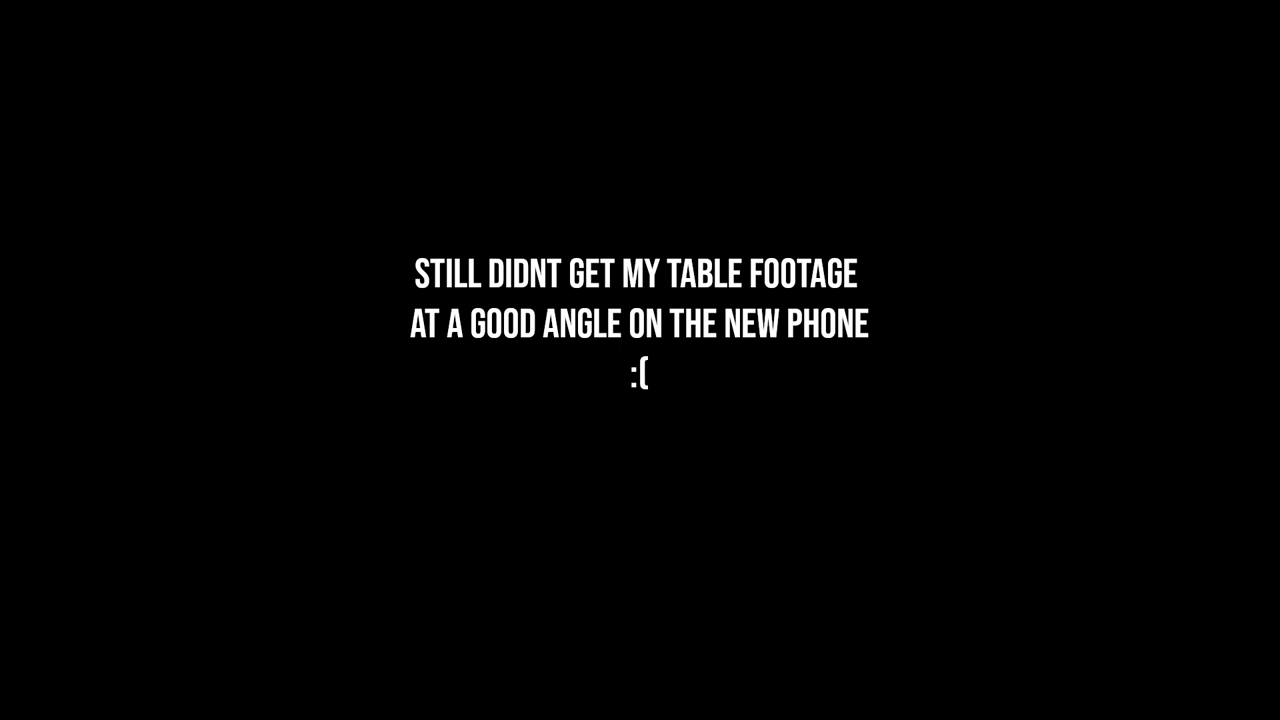 STILL DIDNT GET MY TABLE FOOTAGE
AT A GOOD ANGLE ON THE NEW PHONE
:(